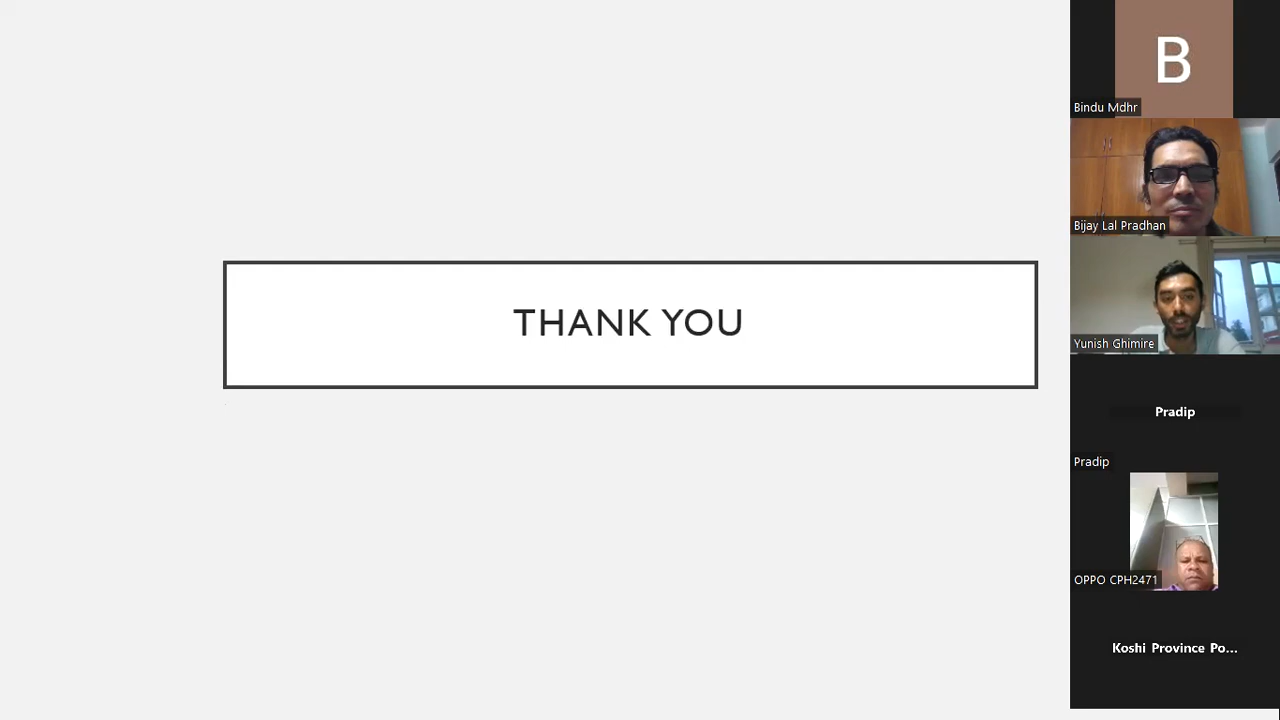 THANK YOU
B
Bindu Mdhr
Bijay Lal Pradhan
Yunish Ghimire
Pradip
Pradip
OPPO CPH2471
Koshi Province Po...